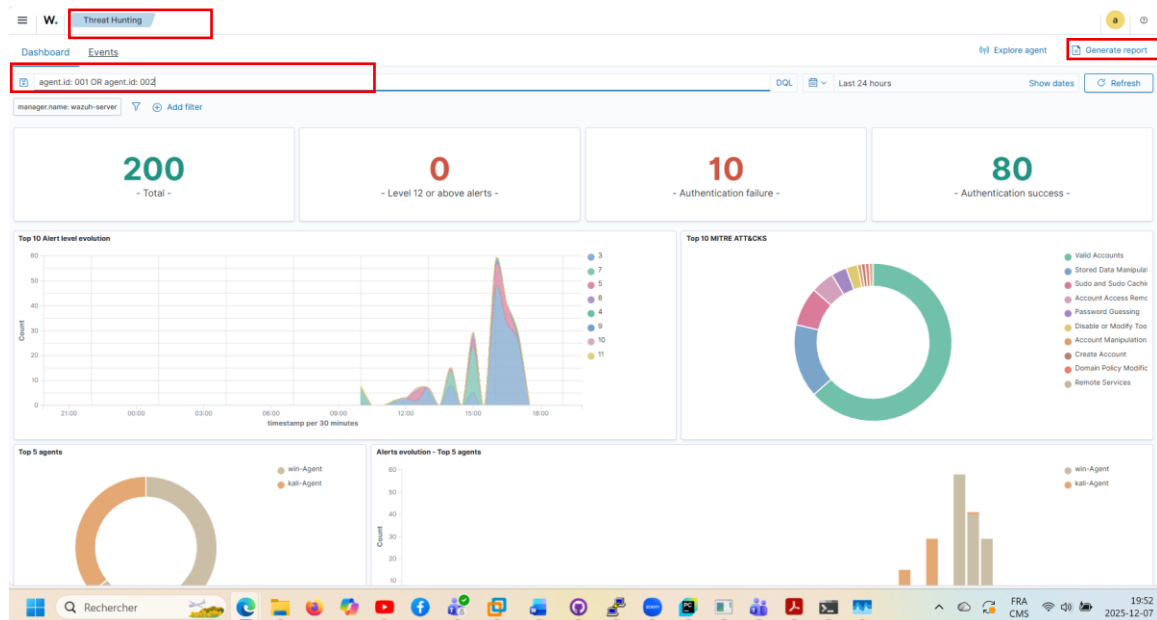 W. Threat Hunting a
Dashboard Events Explore agent Generate report
agent.id: 001 OR agent.id: 002 DQL Last 24 hours Show dates Refresh
manager.name: wazuh-server Add filter
200
- Total -
0
- Level 12 or above alerts -
10
- Authentication failure -
80
- Authentication success -
Top 10 Alert level evolution
60
50
40
30
20
10
0
Count
21:00 00:00 03:00 06:00 09:00 12:00 15:00 18:00
timestamp per 30 minutes
3
7
5
8
4
9
10
11
Top 10 MITRE ATT&CKS
Valid Accounts
Stored Data Manipulat
Sudo and Sudo Cachin
Account Access Remo
Password Guessing
Disable or Modify Too
Account Manipulation
Create Account
Domain Policy Modific
Remote Services
Top 5 agents
win-Agent
kali-Agent
Alerts evolution - Top 5 agents
60
50
40
30
20
10
Count
win-Agent
kali-Agent
Rechercher
FRA
CMS
19:52
2025-12-07